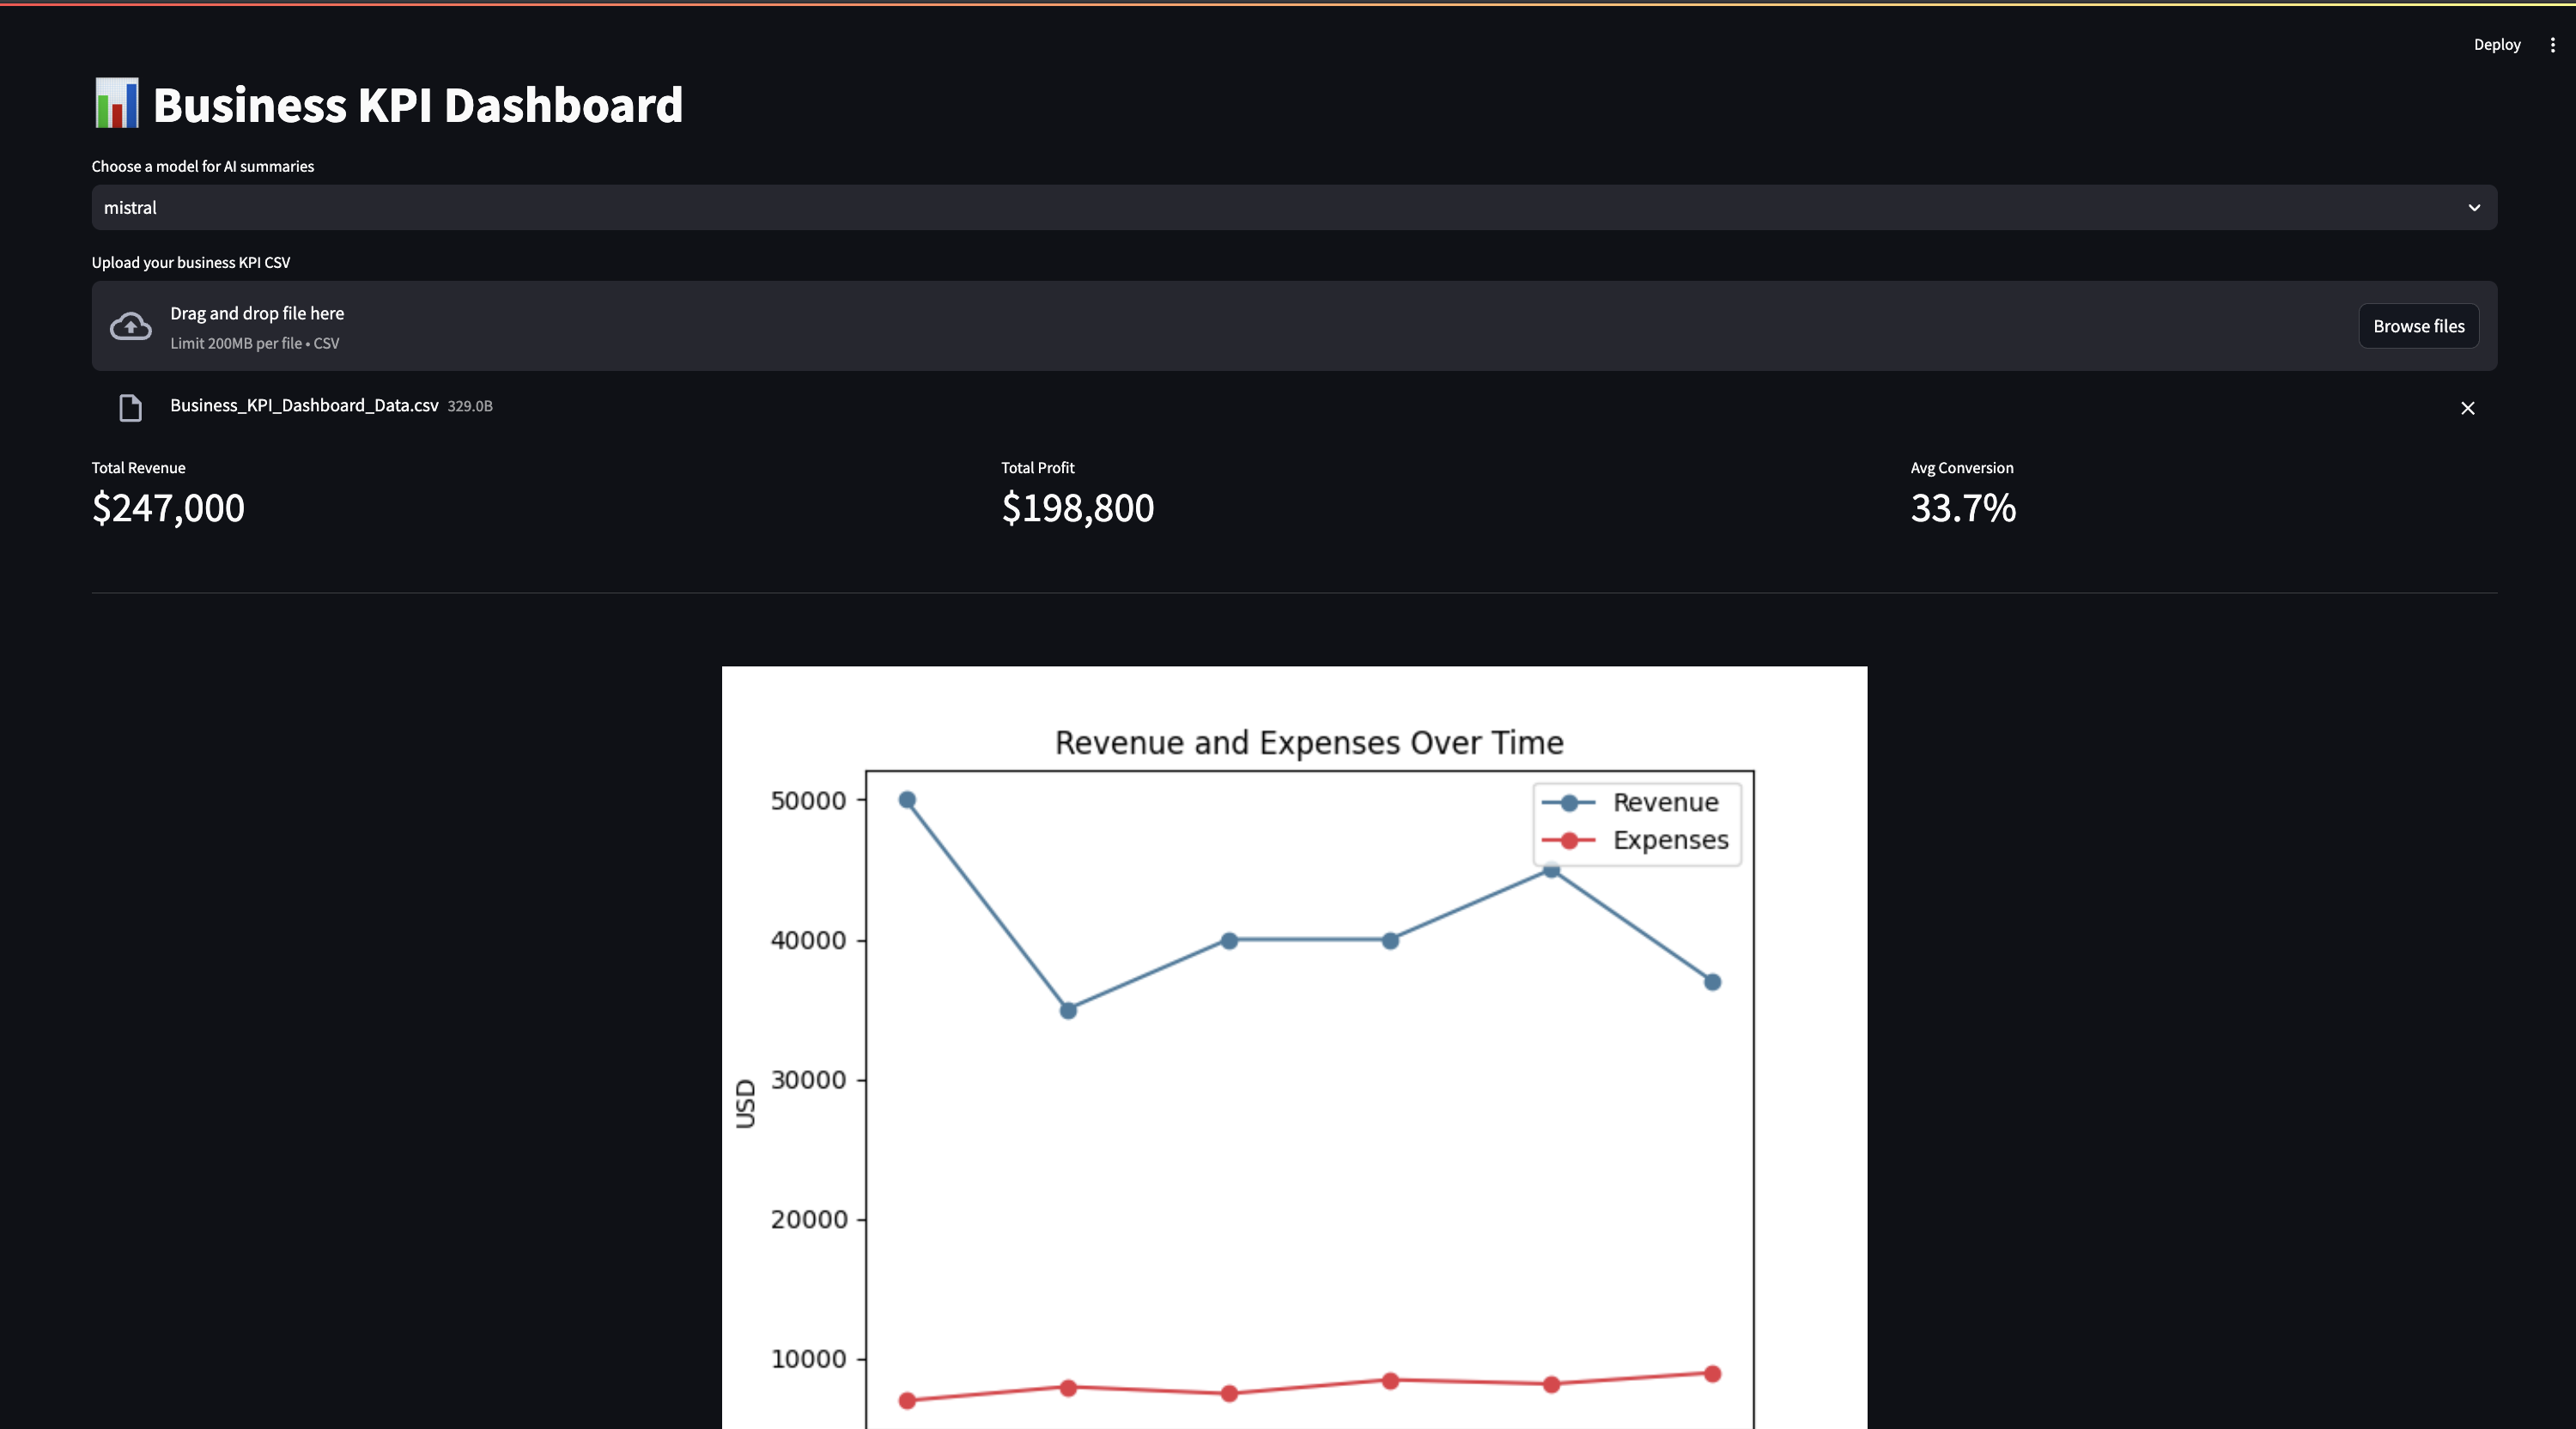 Deploy
Business KPI Dashboard
Choose a model for AI summaries
mistral
Upload your business KPI CSV
Drag and drop file here
Limit 200MB per file • CSV
Browse files
Business_KPI_Dashboard_Data.csv 329.0B
Total Revenue
$247,000
Total Profit
$198,800
Avg Conversion
33.7%
Revenue and Expenses Over Time
Revenue
Expenses
50000
40000
30000
20000
10000
USD